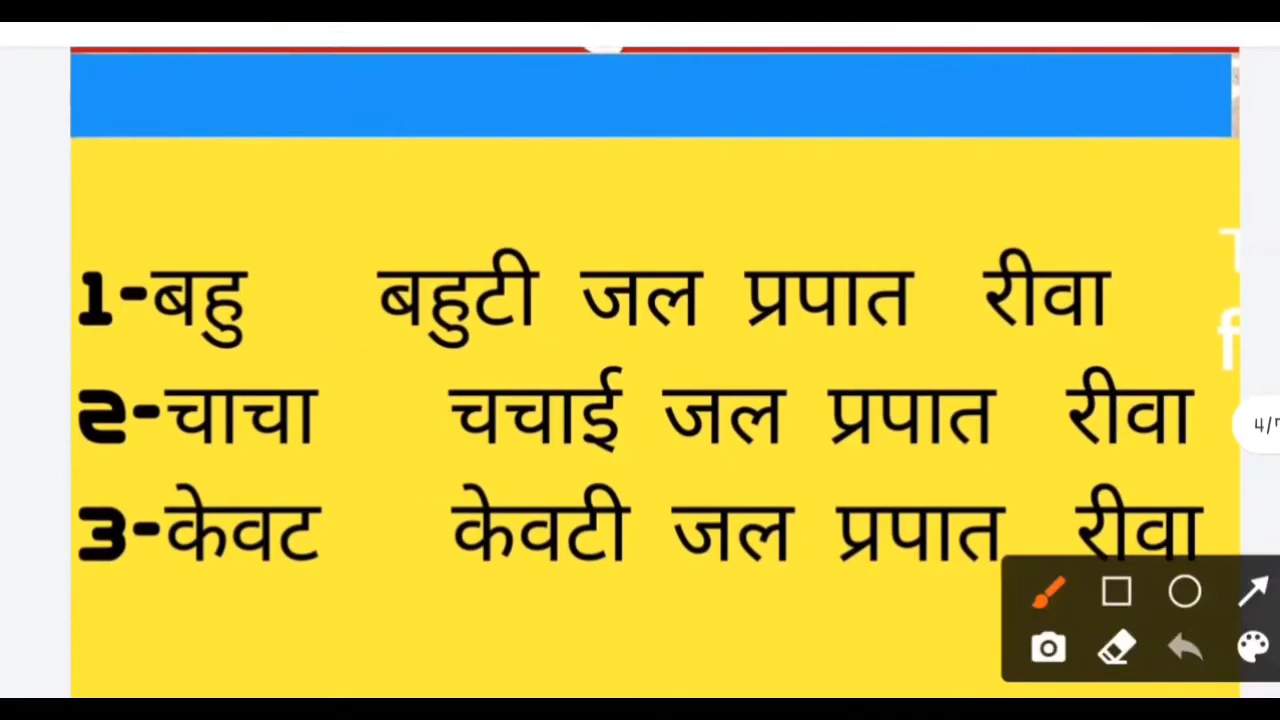 1-बहु बहुटी जल प्रपात रीवा
2-चाचा चचाई जल प्रपात रीवा
3-केवट केवटी जल प्रपात रीवा